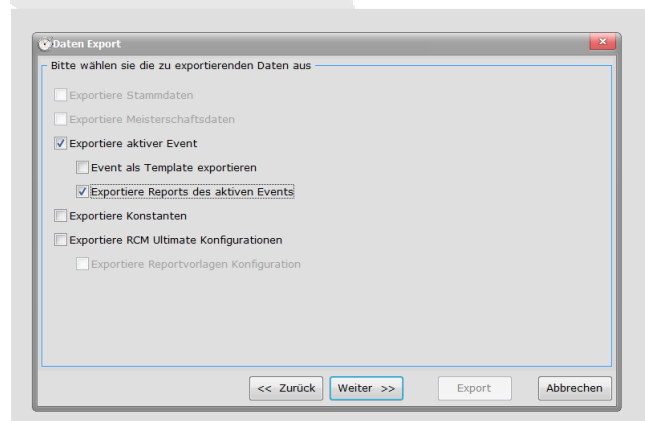 Daten Export
Bitte wählen sie die zu exportierenden Daten aus
Exportiere Stammdaten
Exportiere Meisterschaftsdaten
Exportiere aktiver Event
Event als Template exportieren
Exportiere Reports des aktiven Events
Exportiere Konstanten
Exportiere RCM Ultimate Konfigurationen
Exportiere Reportvorlagen Konfiguration
<< Zurück Weiter >> Export Abbrechen